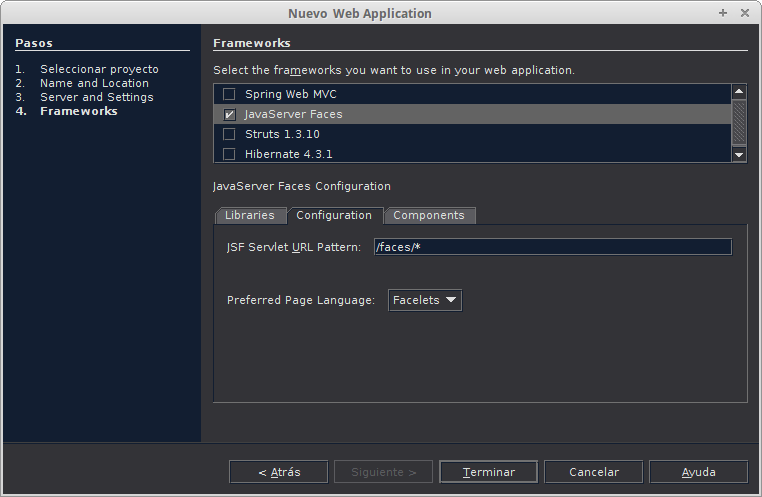 Nuevo Web Application
Pasos
1. Seleccionar proyecto
2. Name and Location
3. Server and Settings
4. Frameworks
Frameworks
Select the frameworks you want to use in your web application.
Spring Web MVC
JavaServer Faces
Struts 1.3.10
Hibernate 4.3.1
JavaServer Faces Configuration
Libraries Configuration Components
JSF Servlet URL Pattern: /faces/*
Preferred Page Language: Facelets
< Atrás Siguiente > Terminar Cancelar Ayuda